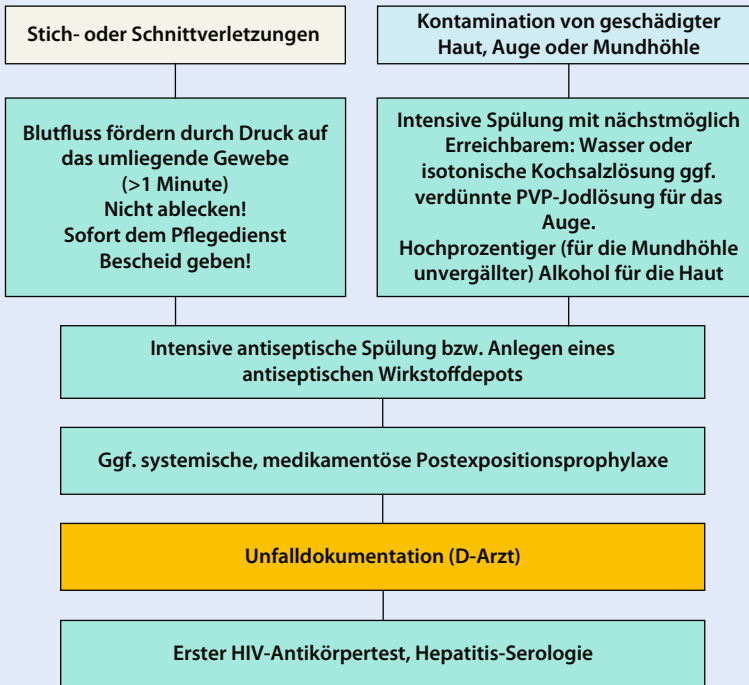 Stich- oder Schnittverletzungen
Kontamination von geschädigter
Haut, Auge oder Mundhöhle
Blutfluss fördern durch Druck auf
das umliegende Gewebe
(>1 Minute)
Nicht ablecken!
Sofort dem Pflegedienst
Bescheid geben!
Intensive Spülung mit nächstmöglich
Erreichbarem: Wasser oder
isotonische Kochsalzlösung ggf.
verdünnte PVP-Jodlösung für das
Auge.
Hochprozentiger (für die Mundhöhle
unvergällter) Alkohol für die Haut
Intensive antiseptische Spülung bzw. Anlegen eines
antiseptischen Wirkstoffdepots
Ggf. systemische, medikamentöse Postexpositionsprophylaxe
Unfalldokumentation (D-Arzt)
Erster HIV-Antikörpertest, Hepatitis-Serologie